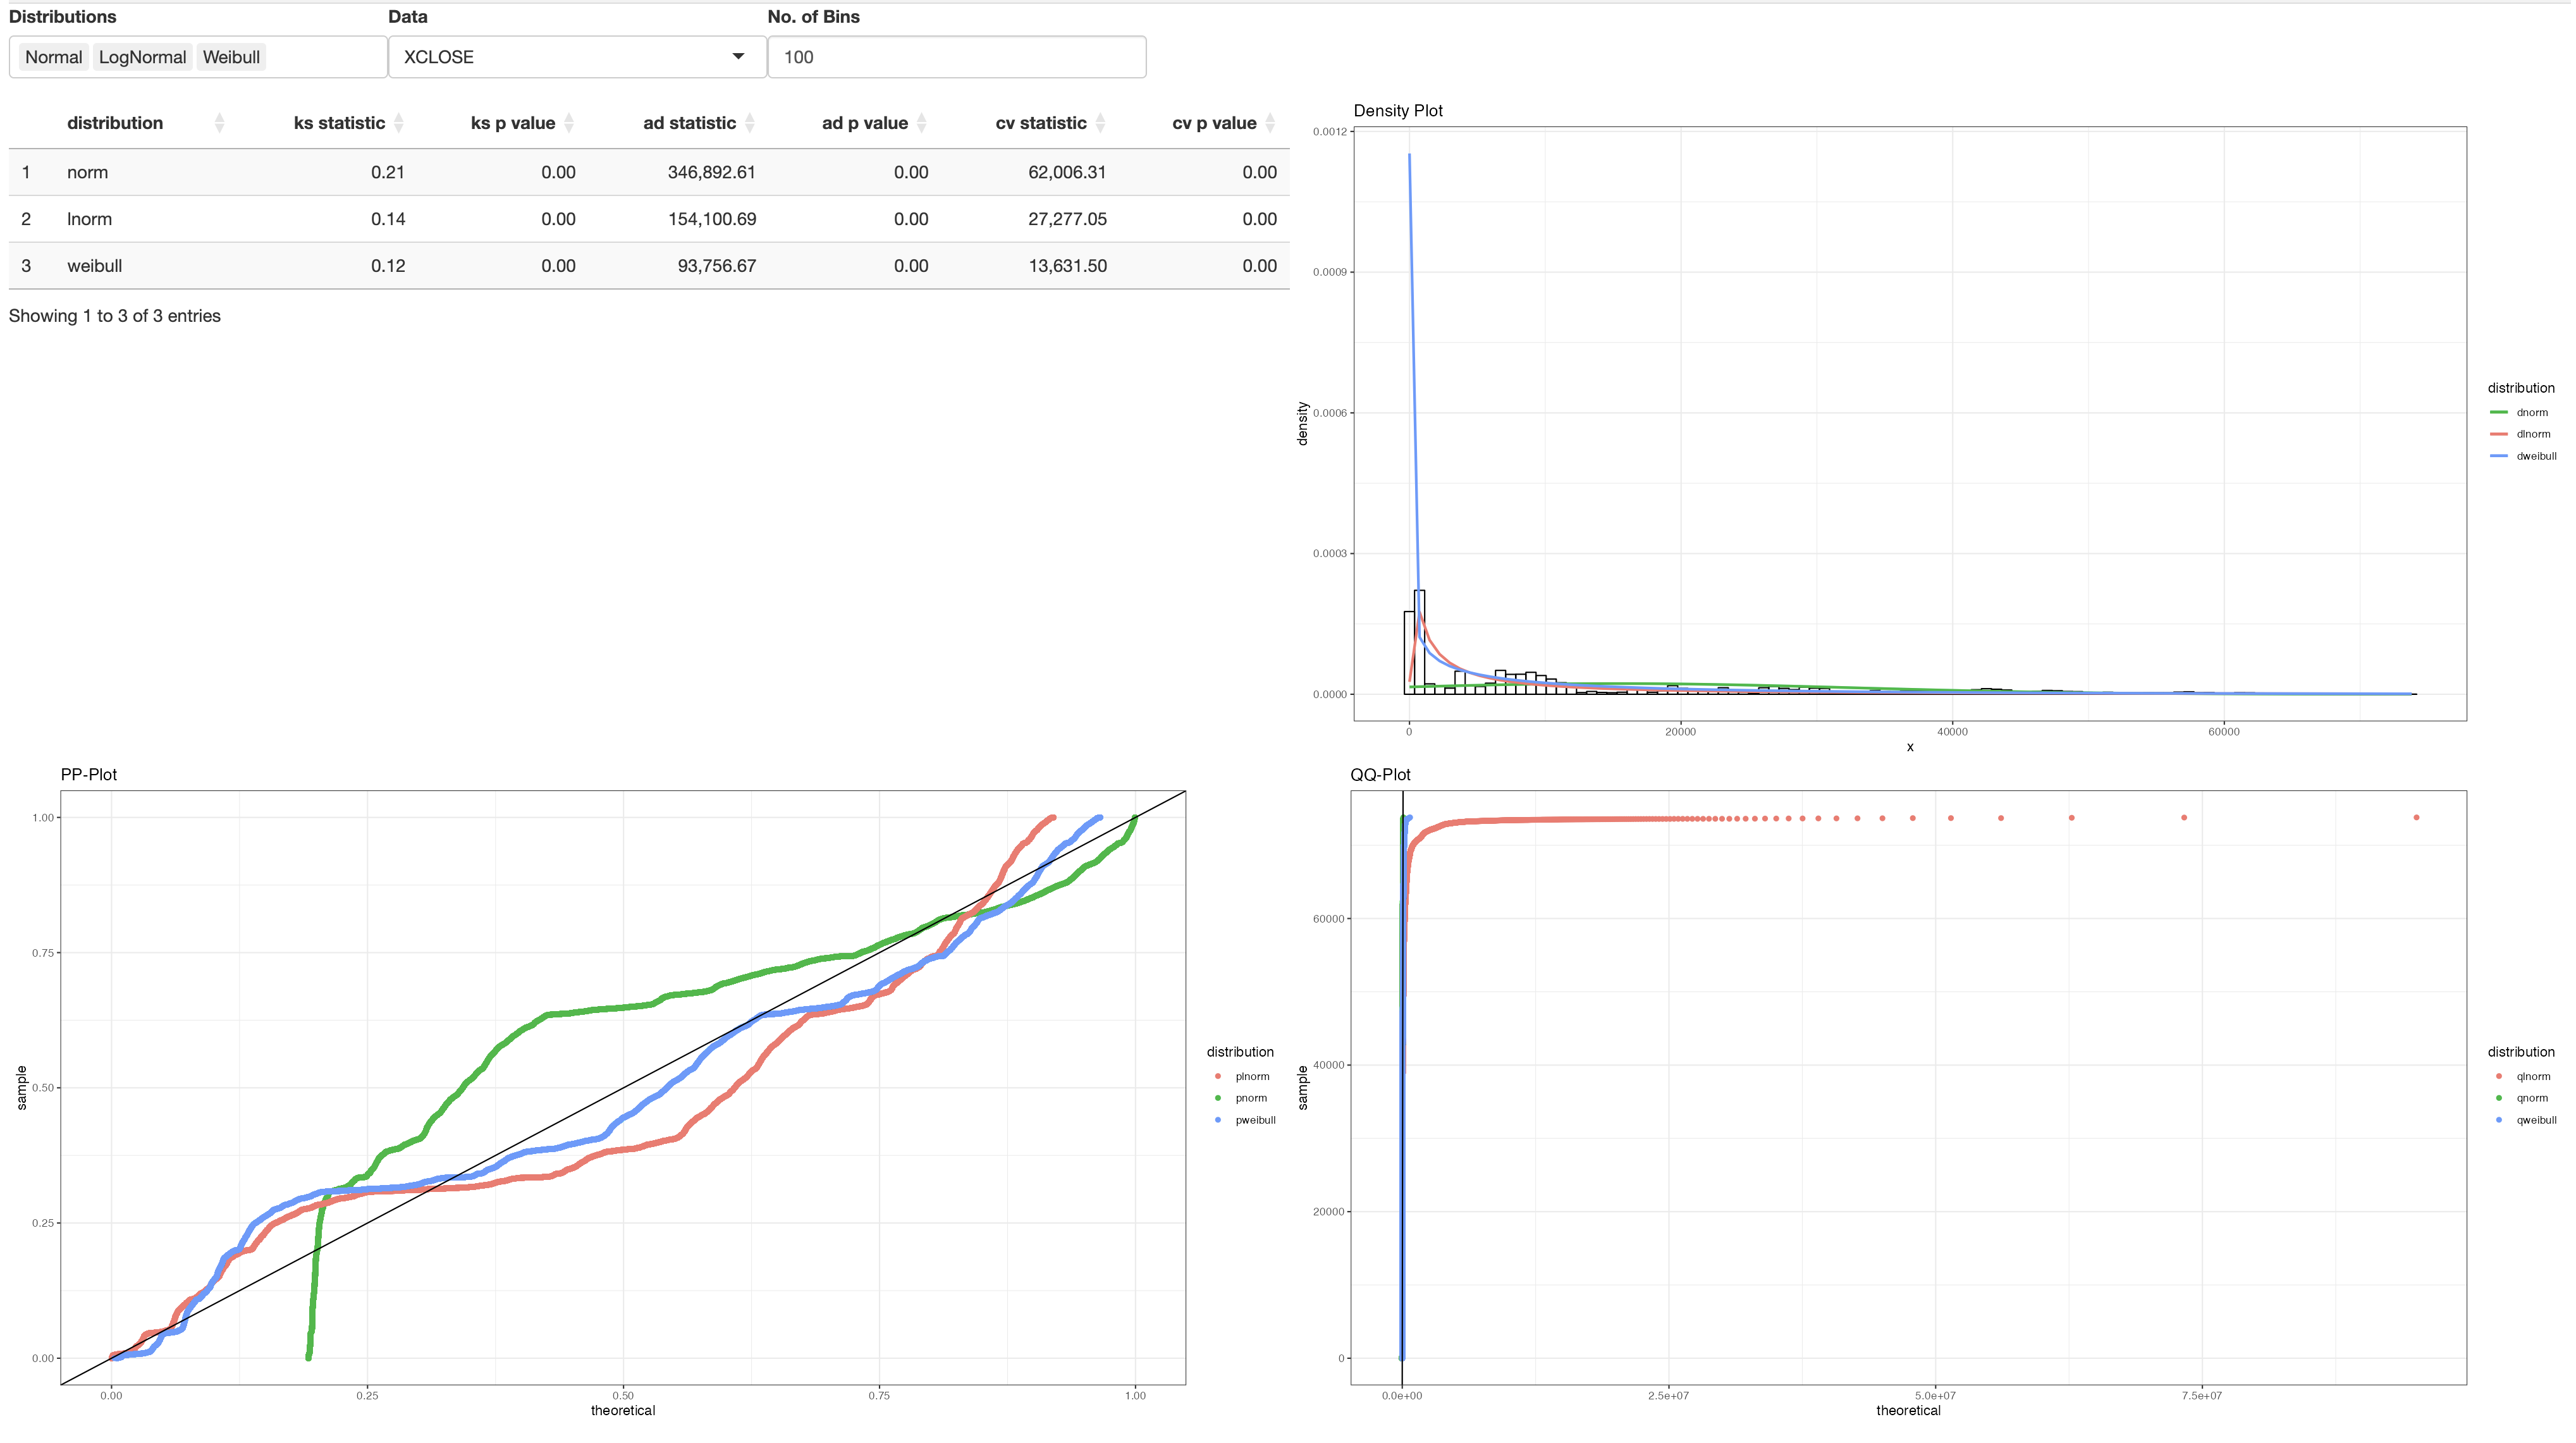 Distributions Data No. of Bins
Normal LogNormal Weibull XCLOSE 100
distribution ks statistic ks p value ad statistic ad p value cv statistic cv p value
1 norm 0.21 0.00 346,892.61 0.00 62,006.31 0.00
2 lnorm 0.14 0.00 154,100.69 0.00 27,277.05 0.00
3 weibull 0.12 0.00 93,756.67 0.00 13,631.50 0.00
Showing 1 to 3 of 3 entries
Density Plot
0.0012
0.0009
0.0006
0.0003
0.0000
density
0 20000 40000 60000
x
distribution
dnorm
dlnorm
dweibull
PP-Plot
1.00
0.75
0.50
0.25
0.00
sample
0.00 0.25 0.50 0.75 1.00
theoretical
distribution
plnorm
pnorm
pweibull
QQ-Plot
60000
40000
20000
0
sample
0.0e+00 2.5e+07 5.0e+07 7.5e+07
theoretical
distribution
qlnorm
qnorm
qweibull